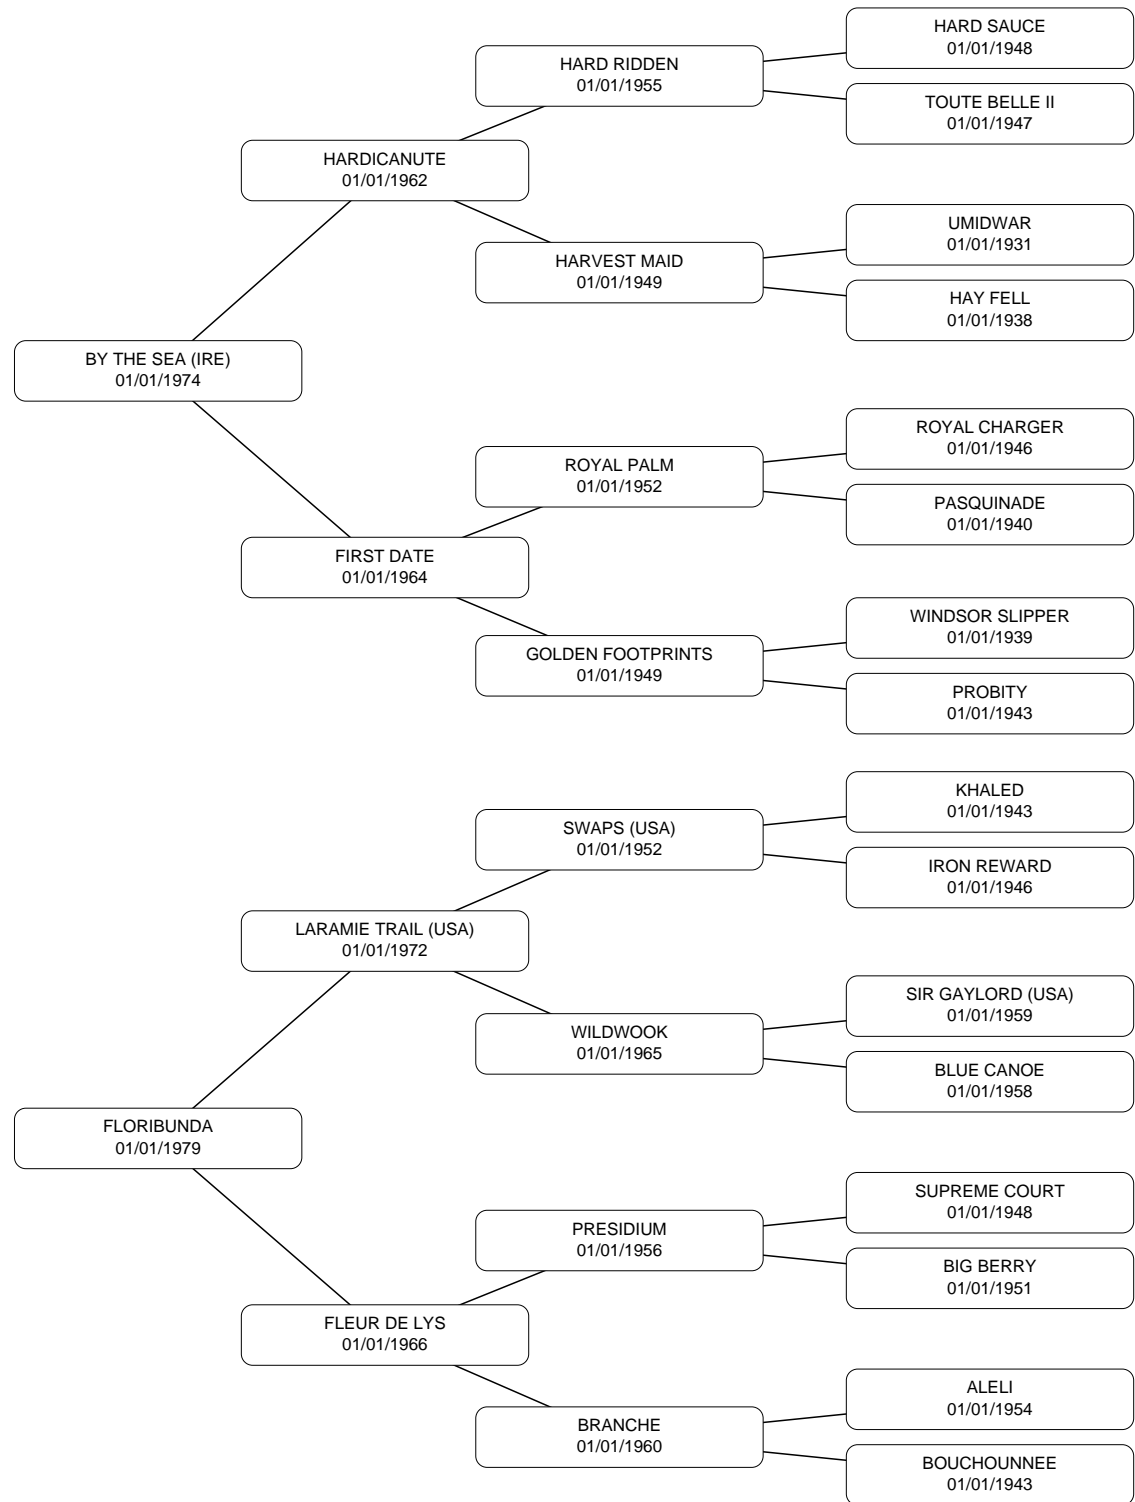 HARD SAUCE
01/01/1948
HARD RIDDEN
01/01/1955
TOUTE BELLE II
01/01/1947
HARDICANUTE
01/01/1962
UMIDWAR
01/01/1931
HARVEST MAID
01/01/1949
HAY FELL
01/01/1938
BY THE SEA (IRE)
01/01/1974
ROYAL CHARGER
01/01/1946
ROYAL PALM
01/01/1952
PASQUINADE
01/01/1940
FIRST DATE
01/01/1964
WINDSOR SLIPPER
01/01/1939
GOLDEN FOOTPRINTS
01/01/1949
PROBITY
01/01/1943
KHALED
01/01/1943
SWAPS (USA)
01/01/1952
IRON REWARD
01/01/1946
LARAMIE TRAIL (USA)
01/01/1972
SIR GAYLORD (USA)
01/01/1959
WILDWOOK
01/01/1965
BLUE CANOE
01/01/1958
FLORIBUNDA
01/01/1979
SUPREME COURT
01/01/1948
PRESIDIUM
01/01/1956
BIG BERRY
01/01/1951
FLEUR DE LYS
01/01/1966
ALELI
01/01/1954
BRANCHE
01/01/1960
BOUCHOUNNEE
01/01/1943